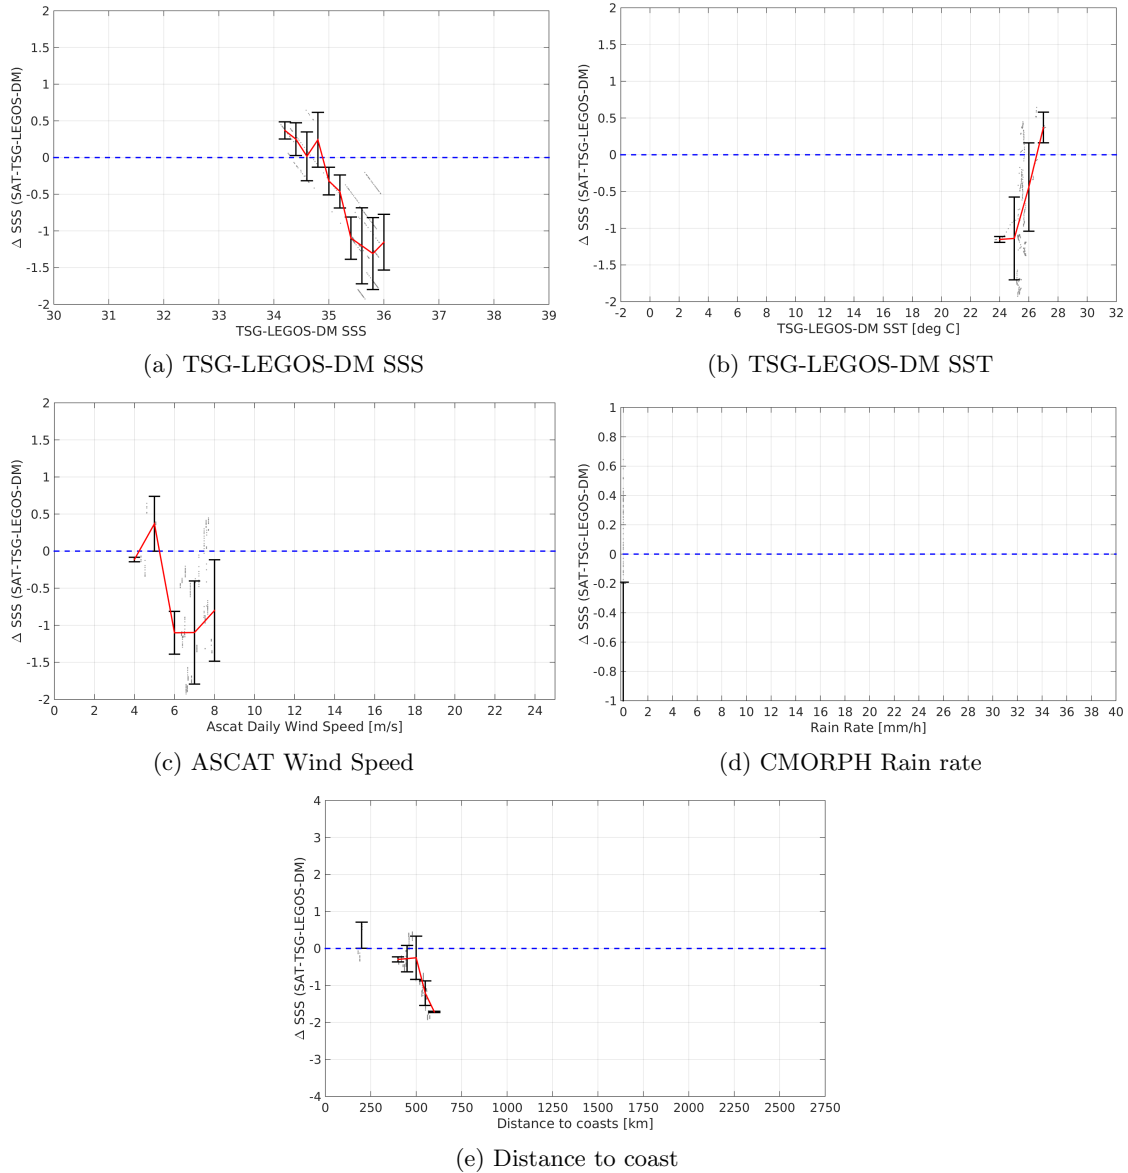 2
1.5
1
0.5
0
-0.5
-1
-1.5
-2
Δ SSS (SAT-TSG-LEGOS-DM)
30 31 32 33 34 35 36 37 38 39
TSG-LEGOS-DM SSS
(a) TSG-LEGOS-DM SSS
2
1.5
1
0.5
0
-0.5
-1
-1.5
-2
Δ SSS (SAT-TSG-LEGOS-DM)
-2 0 2 4 6 8 10 12 14 16 18 20 22 24 26 28 30 32
TSG-LEGOS-DM SST [deg C]
(b) TSG-LEGOS-DM SST
2
1.5
1
0.5
0
-0.5
-1
-1.5
-2
Δ SSS (SAT-TSG-LEGOS-DM)
0 2 4 6 8 10 12 14 16 18 20 22 24
Ascat Daily Wind Speed [m/s]
(c) ASCAT Wind Speed
1
0.8
0.6
0.4
0.2
0
-0.2
-0.4
-0.6
-0.8
-1
Δ SSS (SAT-TSG-LEGOS-DM)
0 2 4 6 8 10 12 14 16 18 20 22 24 26 28 30 32 34 36 38 40
Rain Rate [mm/h]
(d) CMORPH Rain rate
4
3
2
1
0
-1
-2
-3
-4
Δ SSS (SAT-TSG-LEGOS-DM)
0 250 500 750 1000 1250 1500 1750 2000 2250 2500 2750
Distance to coasts [km]
(e) Distance to coast